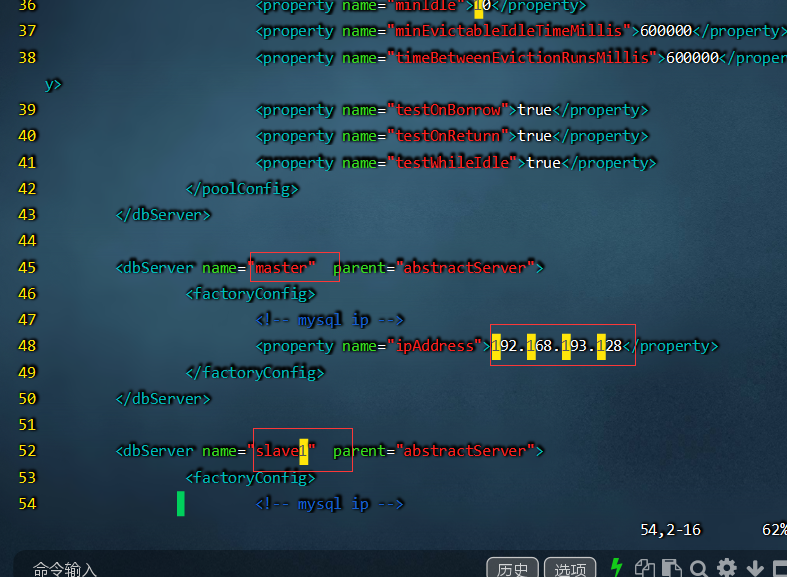 36 <property name="minIdle">10</property>
37 <property name="minEvictableIdleTimeMillis">600000</property>
38 <property name="timeBetweenEvictionRunsMillis">600000</proper
y>
39 <property name="testOnBorrow">true</property>
40 <property name="testOnReturn">true</property>
41 <property name="testWhileIdle">true</property>
42 </poolConfig>
43 </dbServer>
44
45 <dbServer name="master"  parent="abstractServer">
46 <factoryConfig>
47 <!-- mysql ip -->
48 <property name="ipAddress">192.168.193.128</property>
49 </factoryConfig>
50 </dbServer>
51
52 <dbServer name="slave1"  parent="abstractServer">
53 <factoryConfig>
54 <!-- mysql ip -->
54,2-16 62%
命令输入 历史 选项